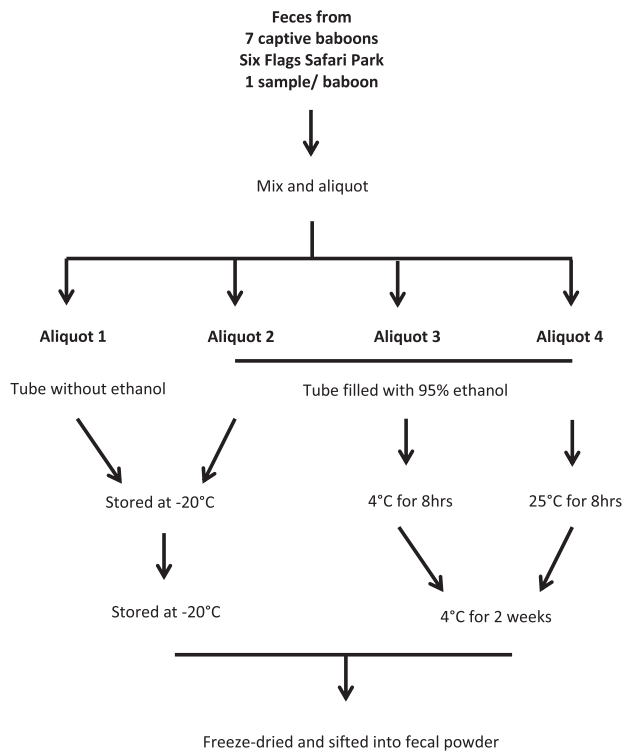 Feces from
7 captive baboons
Six Flags Safari Park
1 sample/ baboon
Mix and aliquot
Aliquot 1
Aliquot 2
Aliquot 3
Aliquot 4
Tube without ethanol
Tube filled with 95% ethanol
Stored at -20°C
4°C for 8hrs
25°C for 8hrs
Stored at -20°C
4°C for 2 weeks
Freeze-dried and sifted into fecal powder